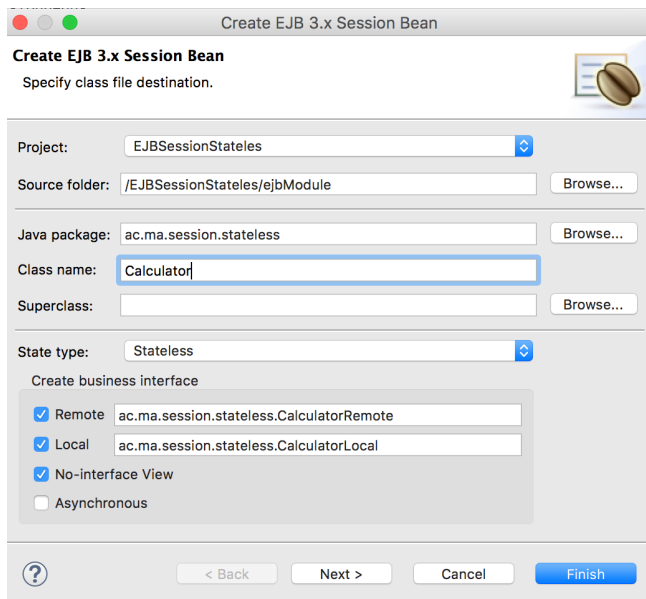 Create EJB 3.x Session Bean
Create EJB 3.x Session Bean
Specify class file destination.
Project: EJBSessionStateles
Source folder: /EJBSessionStateles/ejbModule Browse...
Java package: ac.ma.session.stateless Browse...
Class name: Calculator
Superclass: Browse...
State type: Stateless
Create business interface
Remote ac.ma.session.stateless.CalculatorRemote
Local ac.ma.session.stateless.CalculatorLocal
No-interface View
Asynchronous
? < Back Next > Cancel Finish